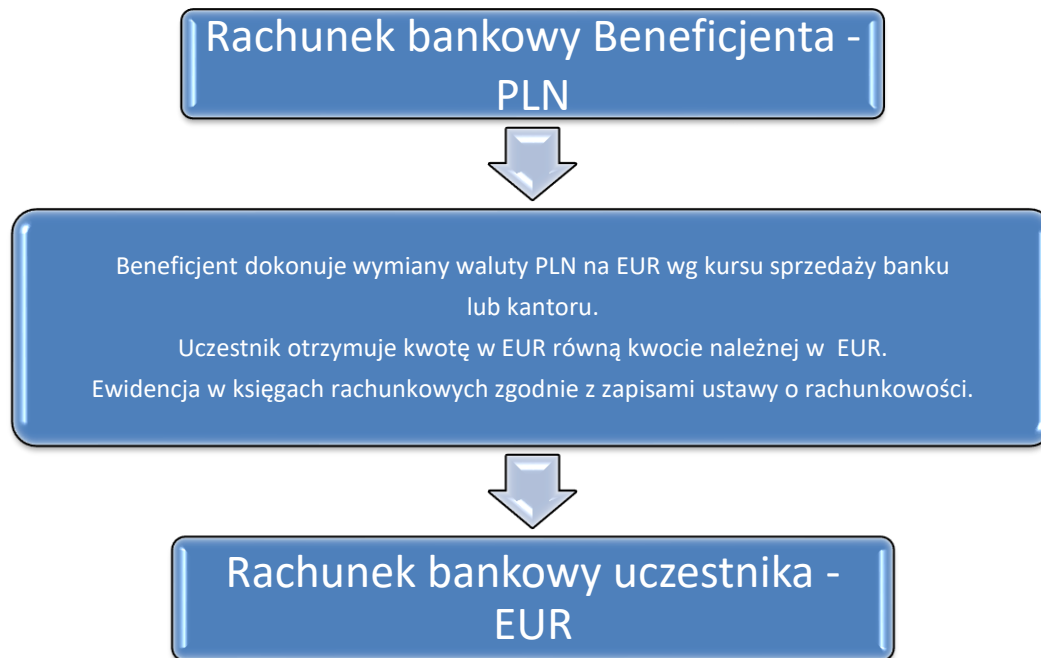 Rachunek bankowy Beneficjenta -
PLN
Beneficjent dokonuje wymiany waluty PLN na EUR wg kursu sprzedaży banku
lub kantoru.
Uczestnik otrzymuje kwotę w EUR równą kwocie należnej w EUR.
Ewidencja w księgach rachunkowych zgodnie z zapisami ustawy o rachunkowości.
Rachunek bankowy uczestnika -
EUR